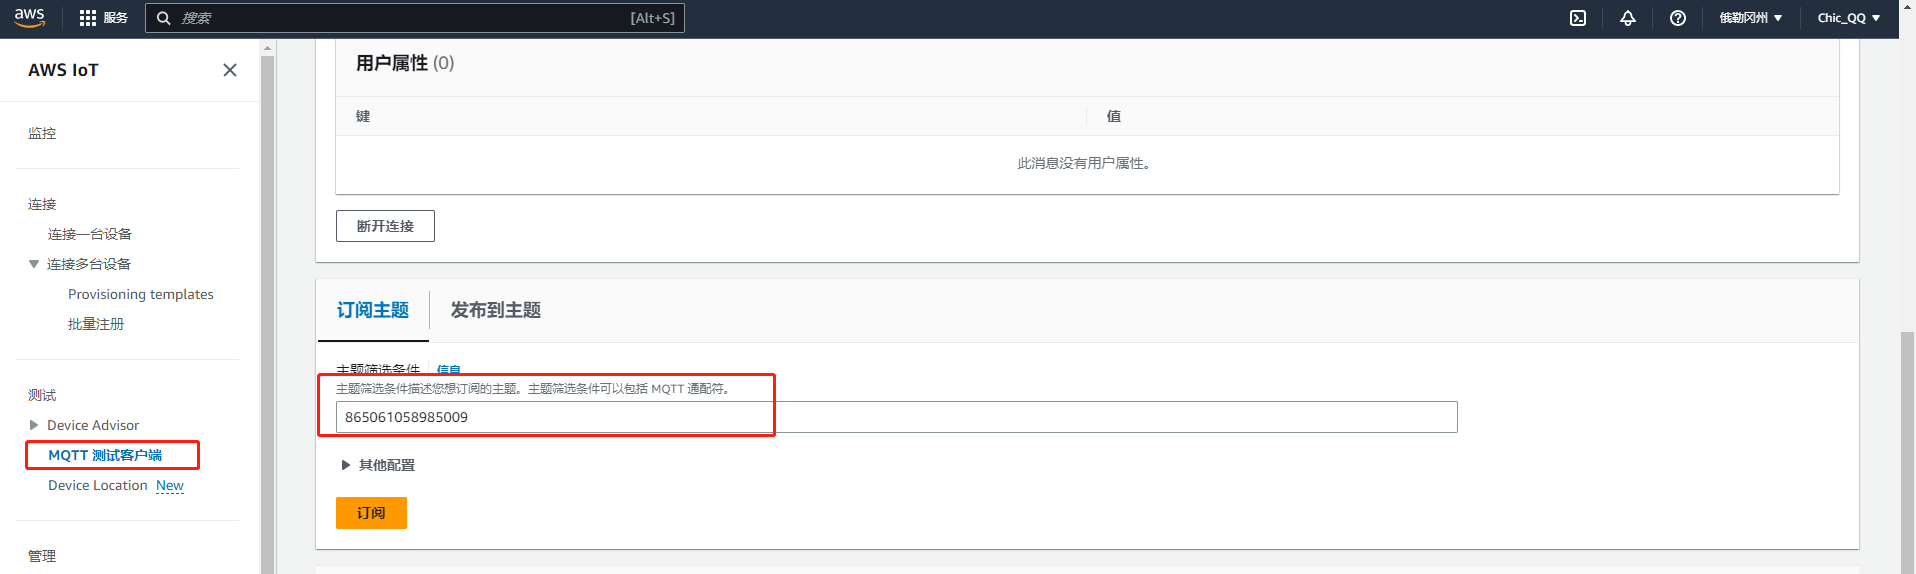 aws
服务
搜索
[Alt+S]
俄勒冈州
Chic_QQ
AWS IoT
监控
连接
连接一台设备
连接多台设备
Provisioning templates
批量注册
测试
Device Advisor
MQTT 测试客户端
Device Location New
管理
用户属性 (0)
键
值
此消息没有用户属性。
断开连接
订阅主题
发布到主题
主题筛选条件
信息
主题筛选条件描述您想订阅的主题。主题筛选条件可以包括 MQTT 通配符。
865061058985009
其他配置
订阅